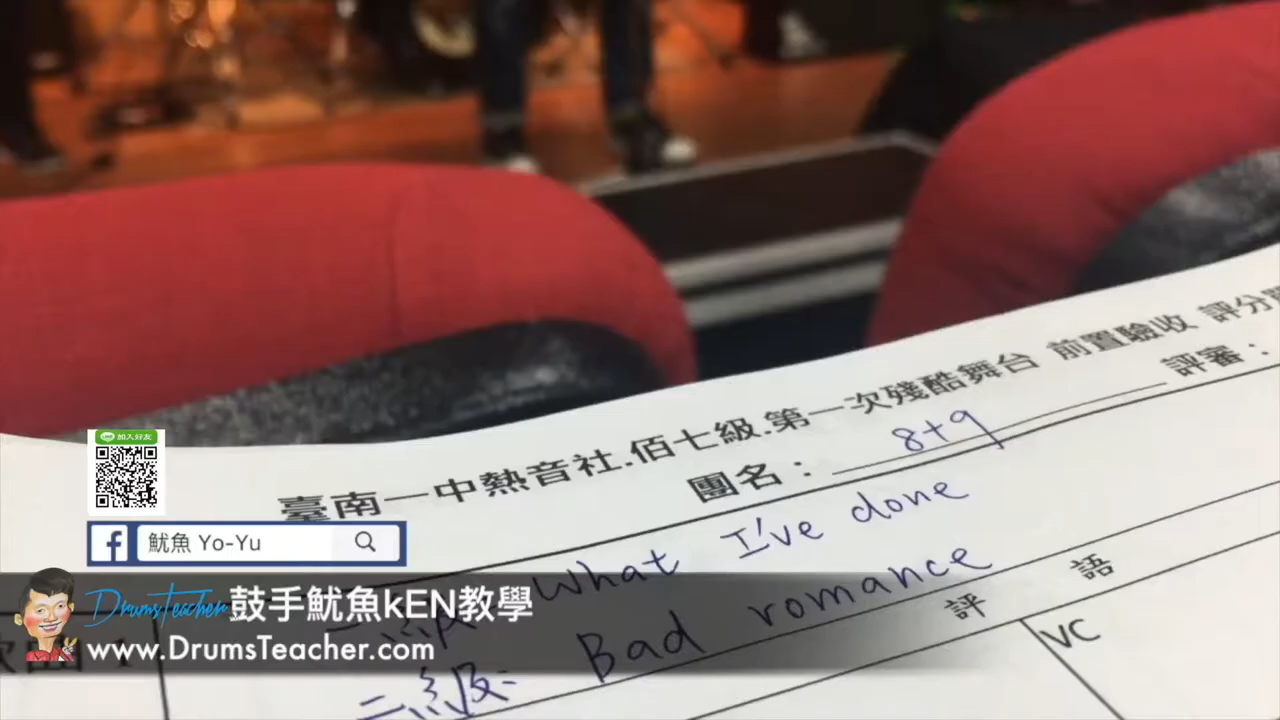 臺南一中熱音社.佰七級.第一次殘酷舞台 前置驗收 評分
評審：
團名：8+9
What I've done
二級: Bad romance
評 語
VC
加入好友
魷魚 Yo-Yu
DrumsTeacher 鼓手魷魚kEN教學
www.DrumsTeacher.com